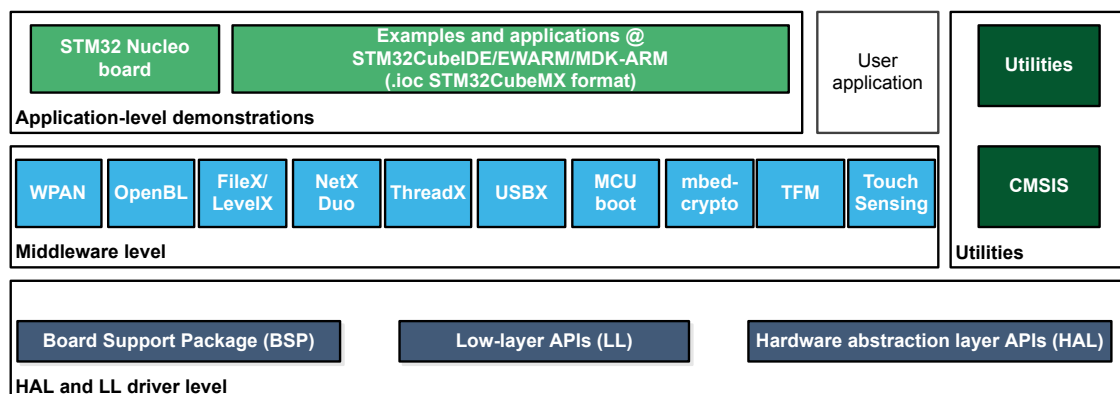 STM32 Nucleo
board
Examples and applications @
STM32CubeIDE/EWARM/MDK-ARM
(.ioc STM32CubeMX format)
Application-level demonstrations
User
application
Utilities
CMSIS
Utilities
WPAN
OpenBL
FileX/
LevelX
NetX
Duo
ThreadX
USBX
MCU
boot
mbed-
crypto
TFM
Touch
Sensing
Middleware level
Board Support Package (BSP)
Low-layer APIs (LL)
Hardware abstraction layer APIs (HAL)
HAL and LL driver level